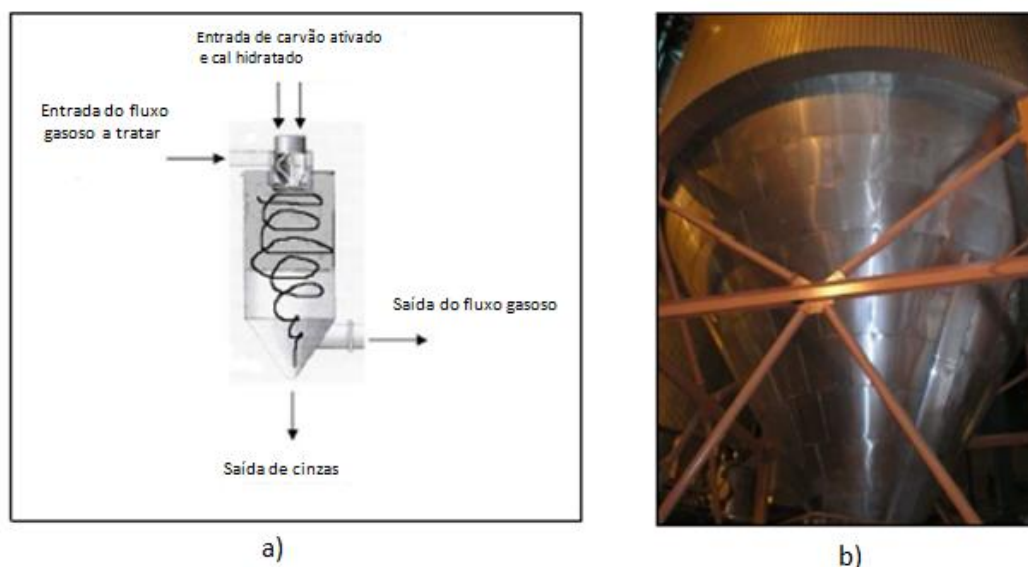 Entrada de carvão ativado
e cal hidratado
Entrada do fluxo
gasoso a tratar
Saída do fluxo gasoso
Saída de cinzas
a)
b)